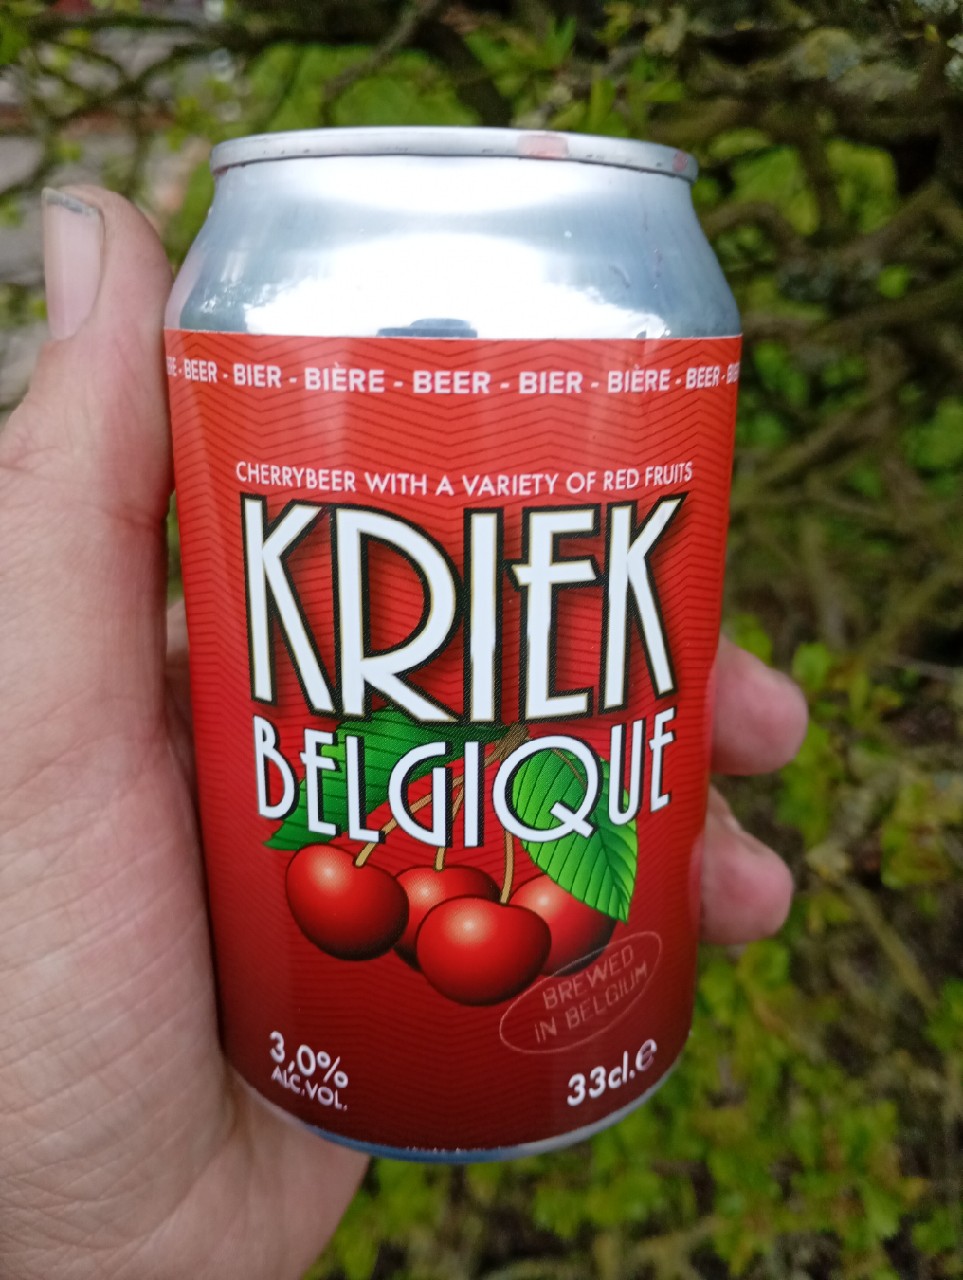 BEER - BIER - BIÈRE - BEER - BIER - BIÈRE - BEER -
CHERRYBEER WITH A VARIETY OF RED FRUITS
KRIEK
BELGIQUE
BREWED
IN BELGIUM
3,0%
ALC.VOL.
33cl.e